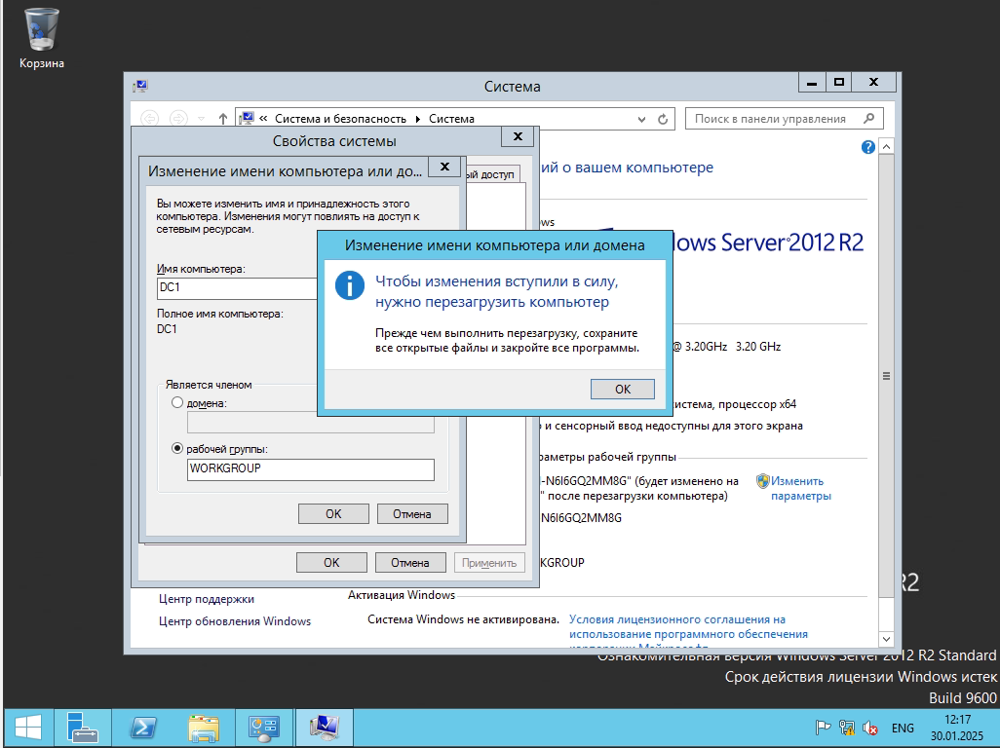 Корзина
Система
« Система и безопасность ▸ Система
Поиск в панели управления
Свойства системы
Изменение имени компьютера или до...
ый доступ
ий о вашем компьютере
Вы можете изменить имя и принадлежность этого
компьютера. Изменения могут повлиять на доступ к
сетевым ресурсам.
Имя компьютера:
DC1
Полное имя компьютера:
DC1
Является членом
домена:
рабочей группы:
WORKGROUP
OK
Отмена
OK
Отмена
Применить
Изменение имени компьютера или домена
Чтобы изменения вступили в силу,
нужно перезагрузить компьютер
Прежде чем выполнить перезагрузку, сохраните
все открытые файлы и закройте все программы.
OK
ws
dows Server 2012 R2
@ 3.20GHz 3.20 GHz
истема, процессор x64
о и сенсорный ввод недоступны для этого экрана
раметры рабочей группы
I-N6I6GQ2MM8G" (будет изменено на
" после перезагрузки компьютера)
Изменить
параметры
N6I6GQ2MM8G
KGROUP
Центр поддержки
Центр обновления Windows
Активация Windows
Система Windows не активирована.
Условия лицензионного соглашения на
использование программного обеспечения
корпорации Майкрософт
R2
Ознакомительная версия Windows Server 2012 R2 Standard
Срок действия лицензии Windows истек
Build 9600
ENG
12:17
30.01.2025